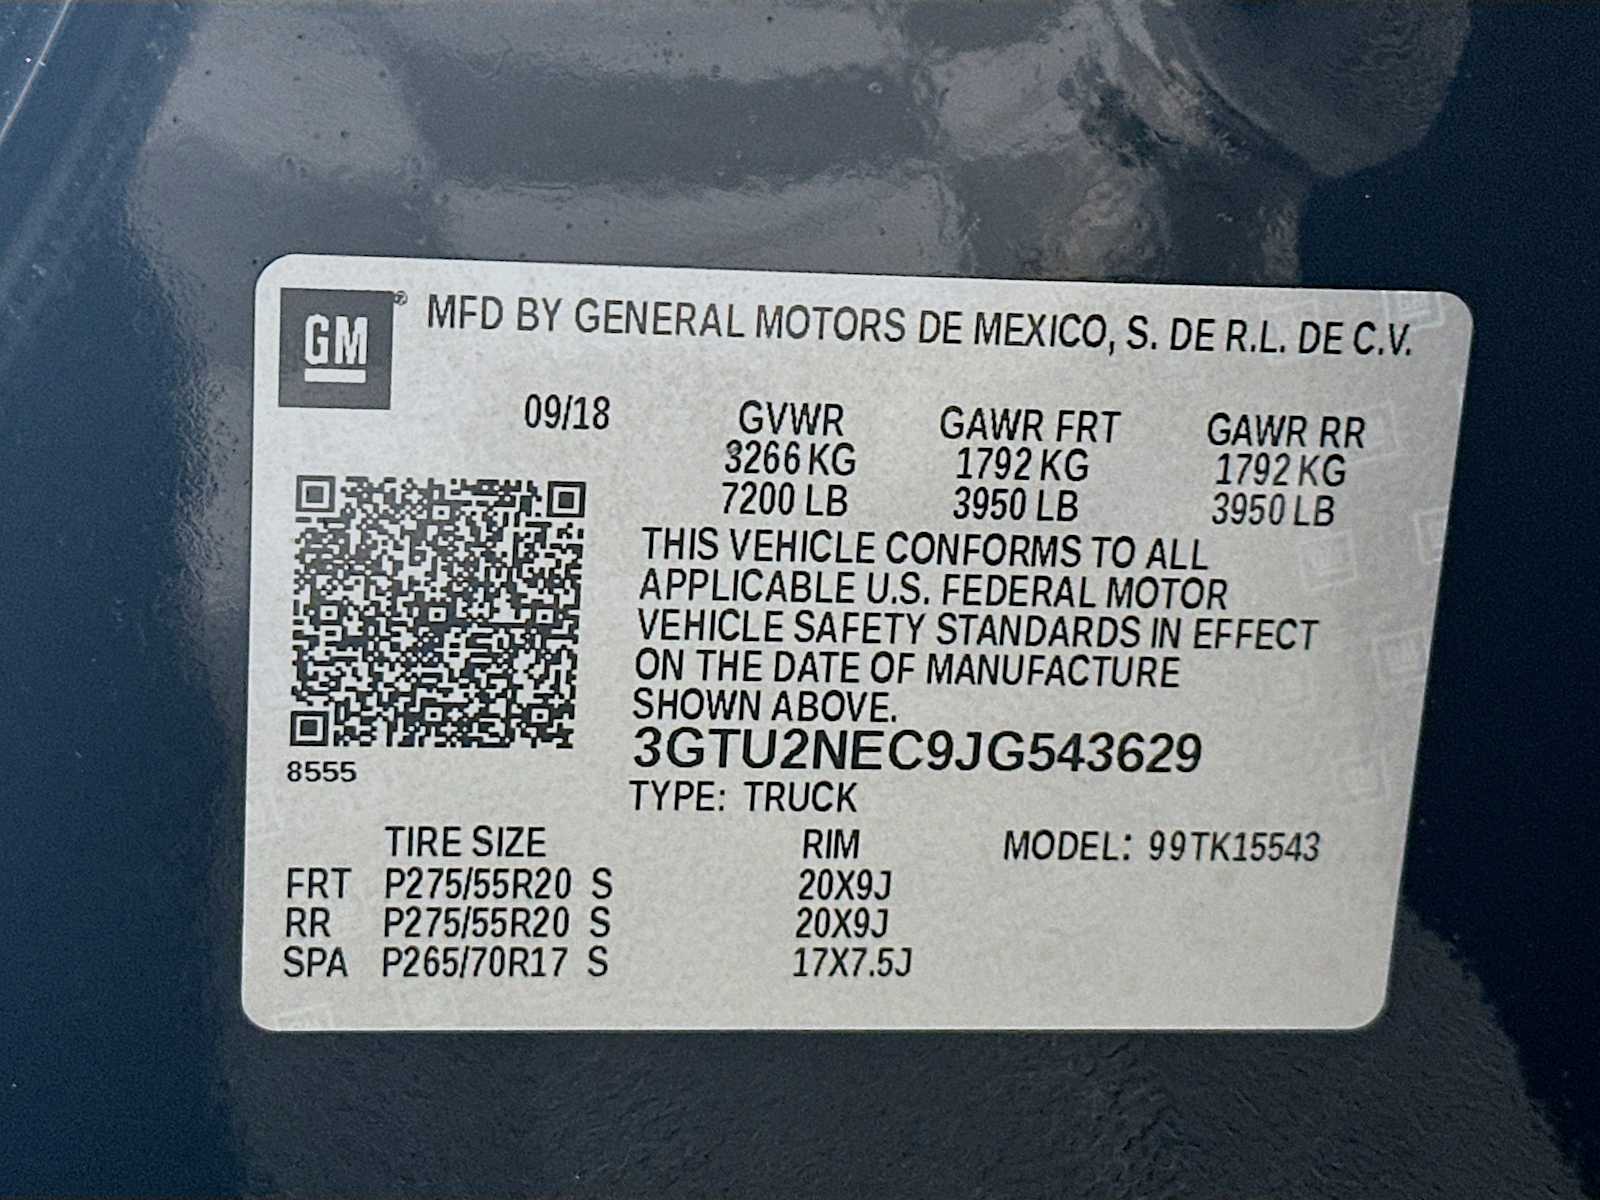 GM® MFD BY GENERAL MOTORS DE MEXICO, S. DE R.L. DE C.V.
09/18 GVWR GAWR FRT GAWR RR
3266 KG 1792 KG 1792 KG
7200 LB 3950 LB 3950 LB
THIS VEHICLE CONFORMS TO ALL
APPLICABLE U.S. FEDERAL MOTOR
VEHICLE SAFETY STANDARDS IN EFFECT
ON THE DATE OF MANUFACTURE
SHOWN ABOVE.
3GTU2NEC9JG543629
8555
TYPE: TRUCK
TIRE SIZE RIM MODEL: 99TK15543
FRT P275/55R20 S 20X9J
RR P275/55R20 S 20X9J
SPA P265/70R17 S 17X7.5J